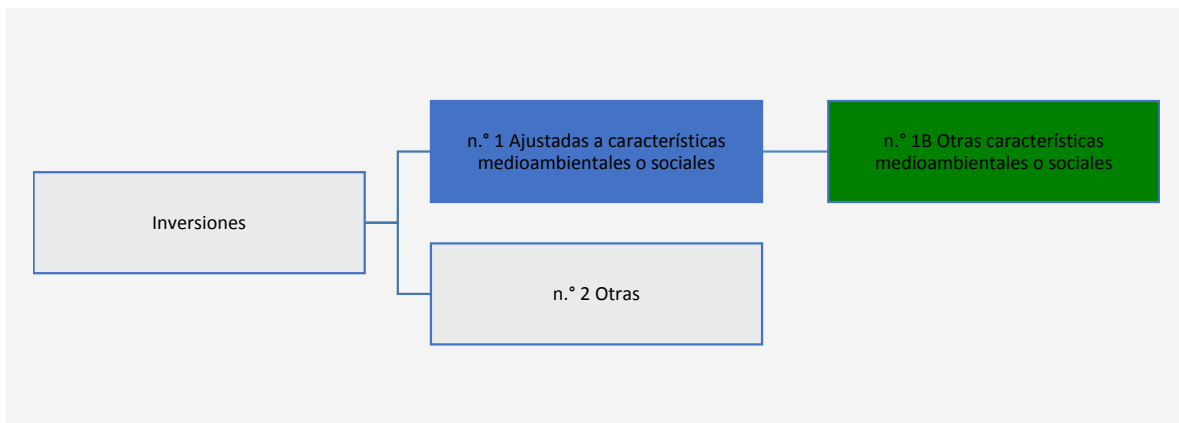 n.° 1 Ajustadas a características
medioambientales o sociales
n.° 1B Otras características
medioambientales o sociales
Inversiones
n.° 2 Otras